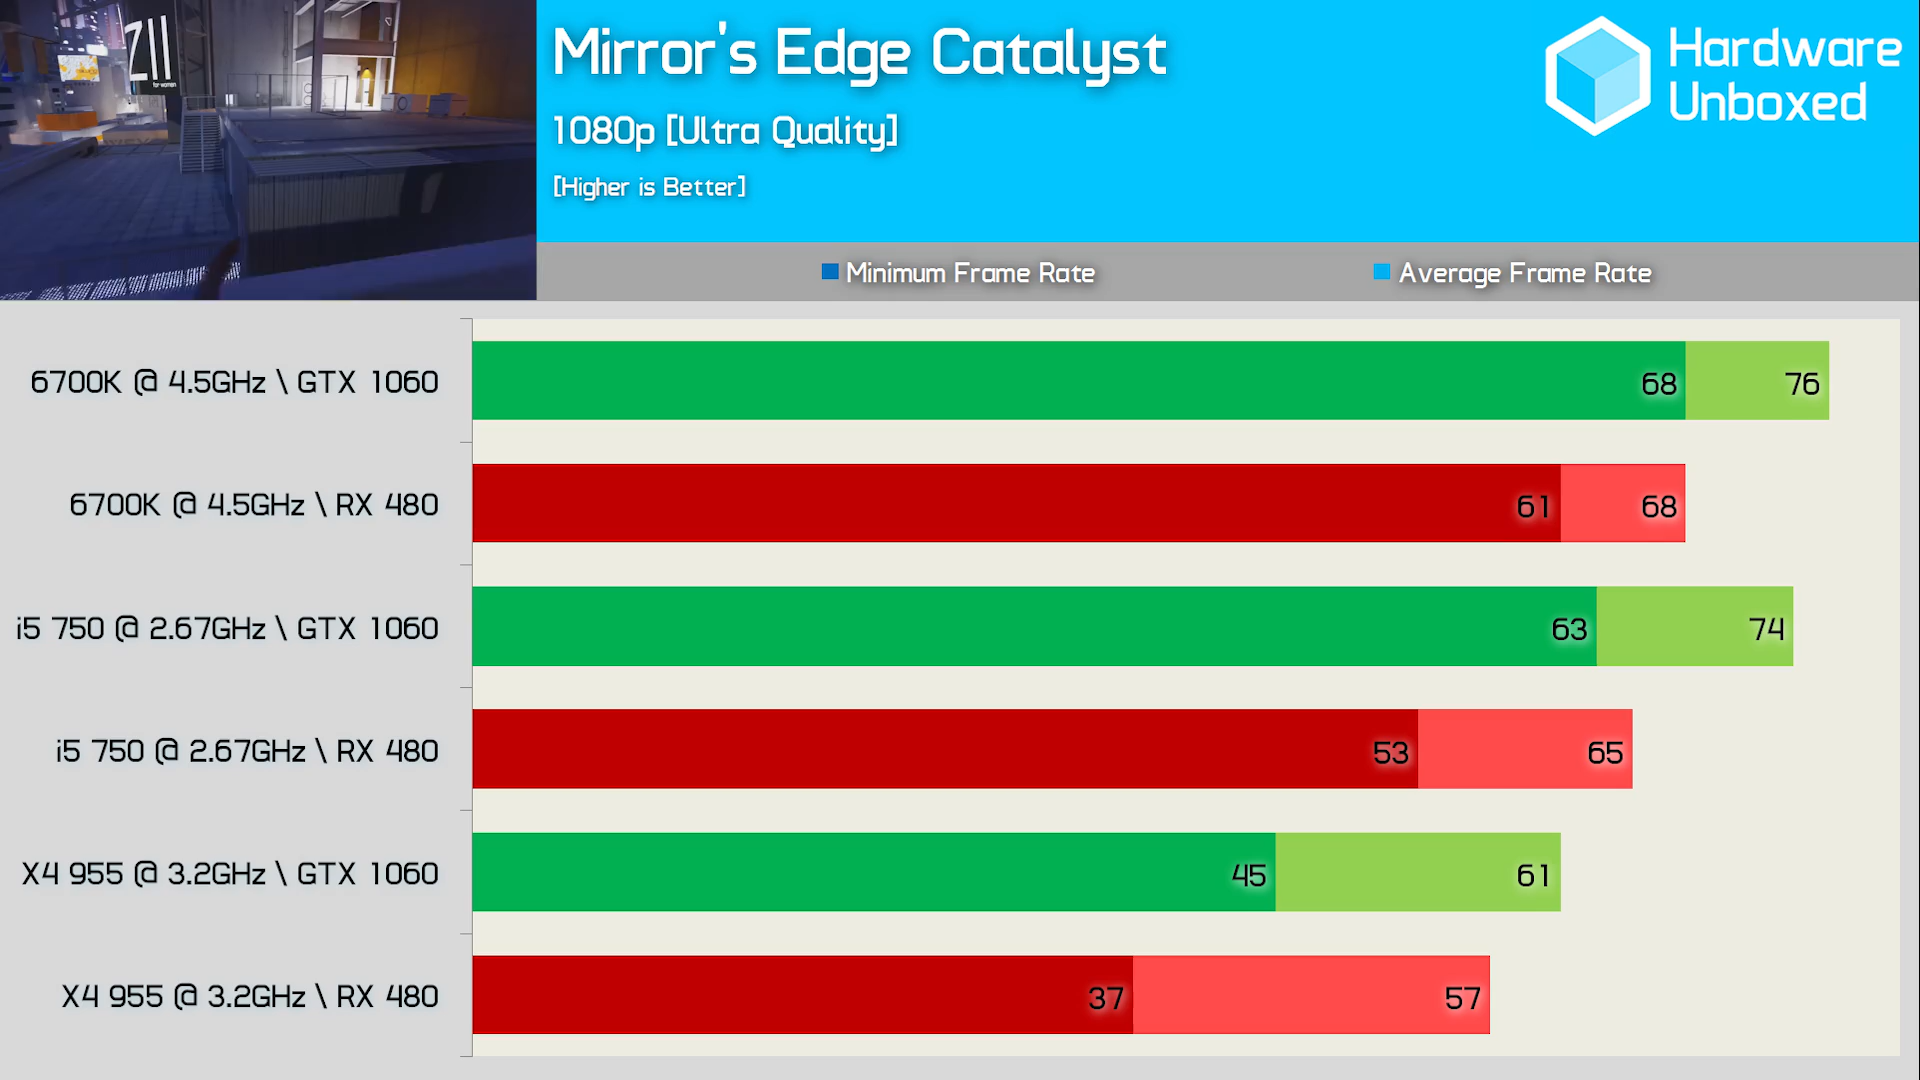 ZII
for women
Mirror's Edge Catalyst
1080p [Ultra Quality]
[Higher is Better]
Hardware
Unboxed
Minimum Frame Rate
Average Frame Rate
6700K @ 4.5GHz \ GTX 1060
68
76
6700K @ 4.5GHz \ RX 480
61
68
i5 750 @ 2.67GHz \ GTX 1060
63
74
i5 750 @ 2.67GHz \ RX 480
53
65
X4 955 @ 3.2GHz \ GTX 1060
45
61
X4 955 @ 3.2GHz \ RX 480
37
57